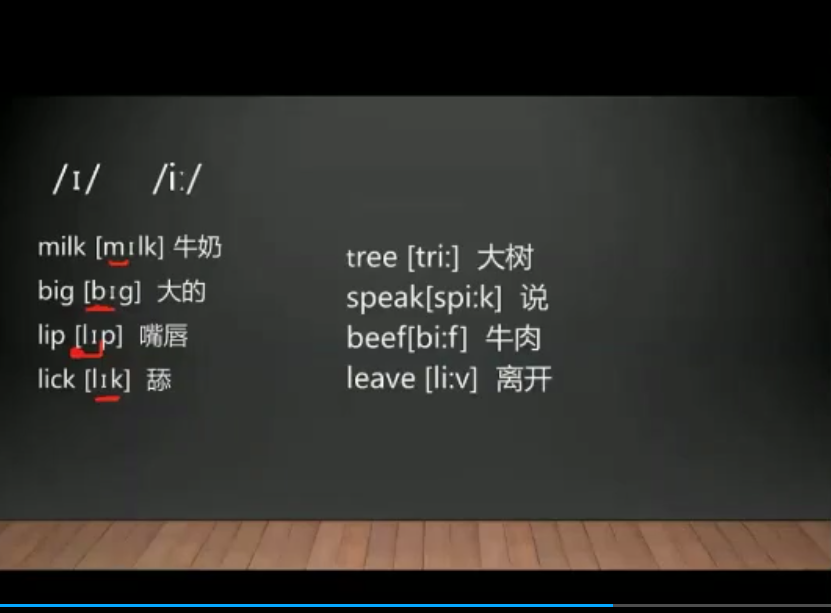 /ɪ/ /i:/
milk [mɪlk] 牛奶
big [bɪg] 大的
lip [lɪp] 嘴唇
lick [lɪk] 舔
tree [tri:] 大树
speak[spi:k] 说
beef[bi:f] 牛肉
leave [li:v] 离开